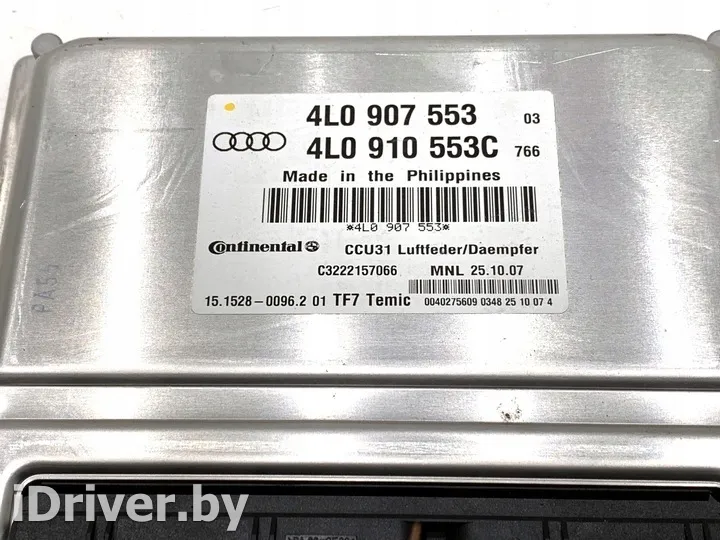 4L0 907 553 03
4L0 910 553C 766
Made in the Philippines
*4L0 907 553*
Continental CCU31 Luftfeder/Daempfer
C3222157066 MNL 25.10.07
15.1528-0096.2 01 TF7 Temic 0040275609 0348 25 10 07 4
PA55
iDriver.by